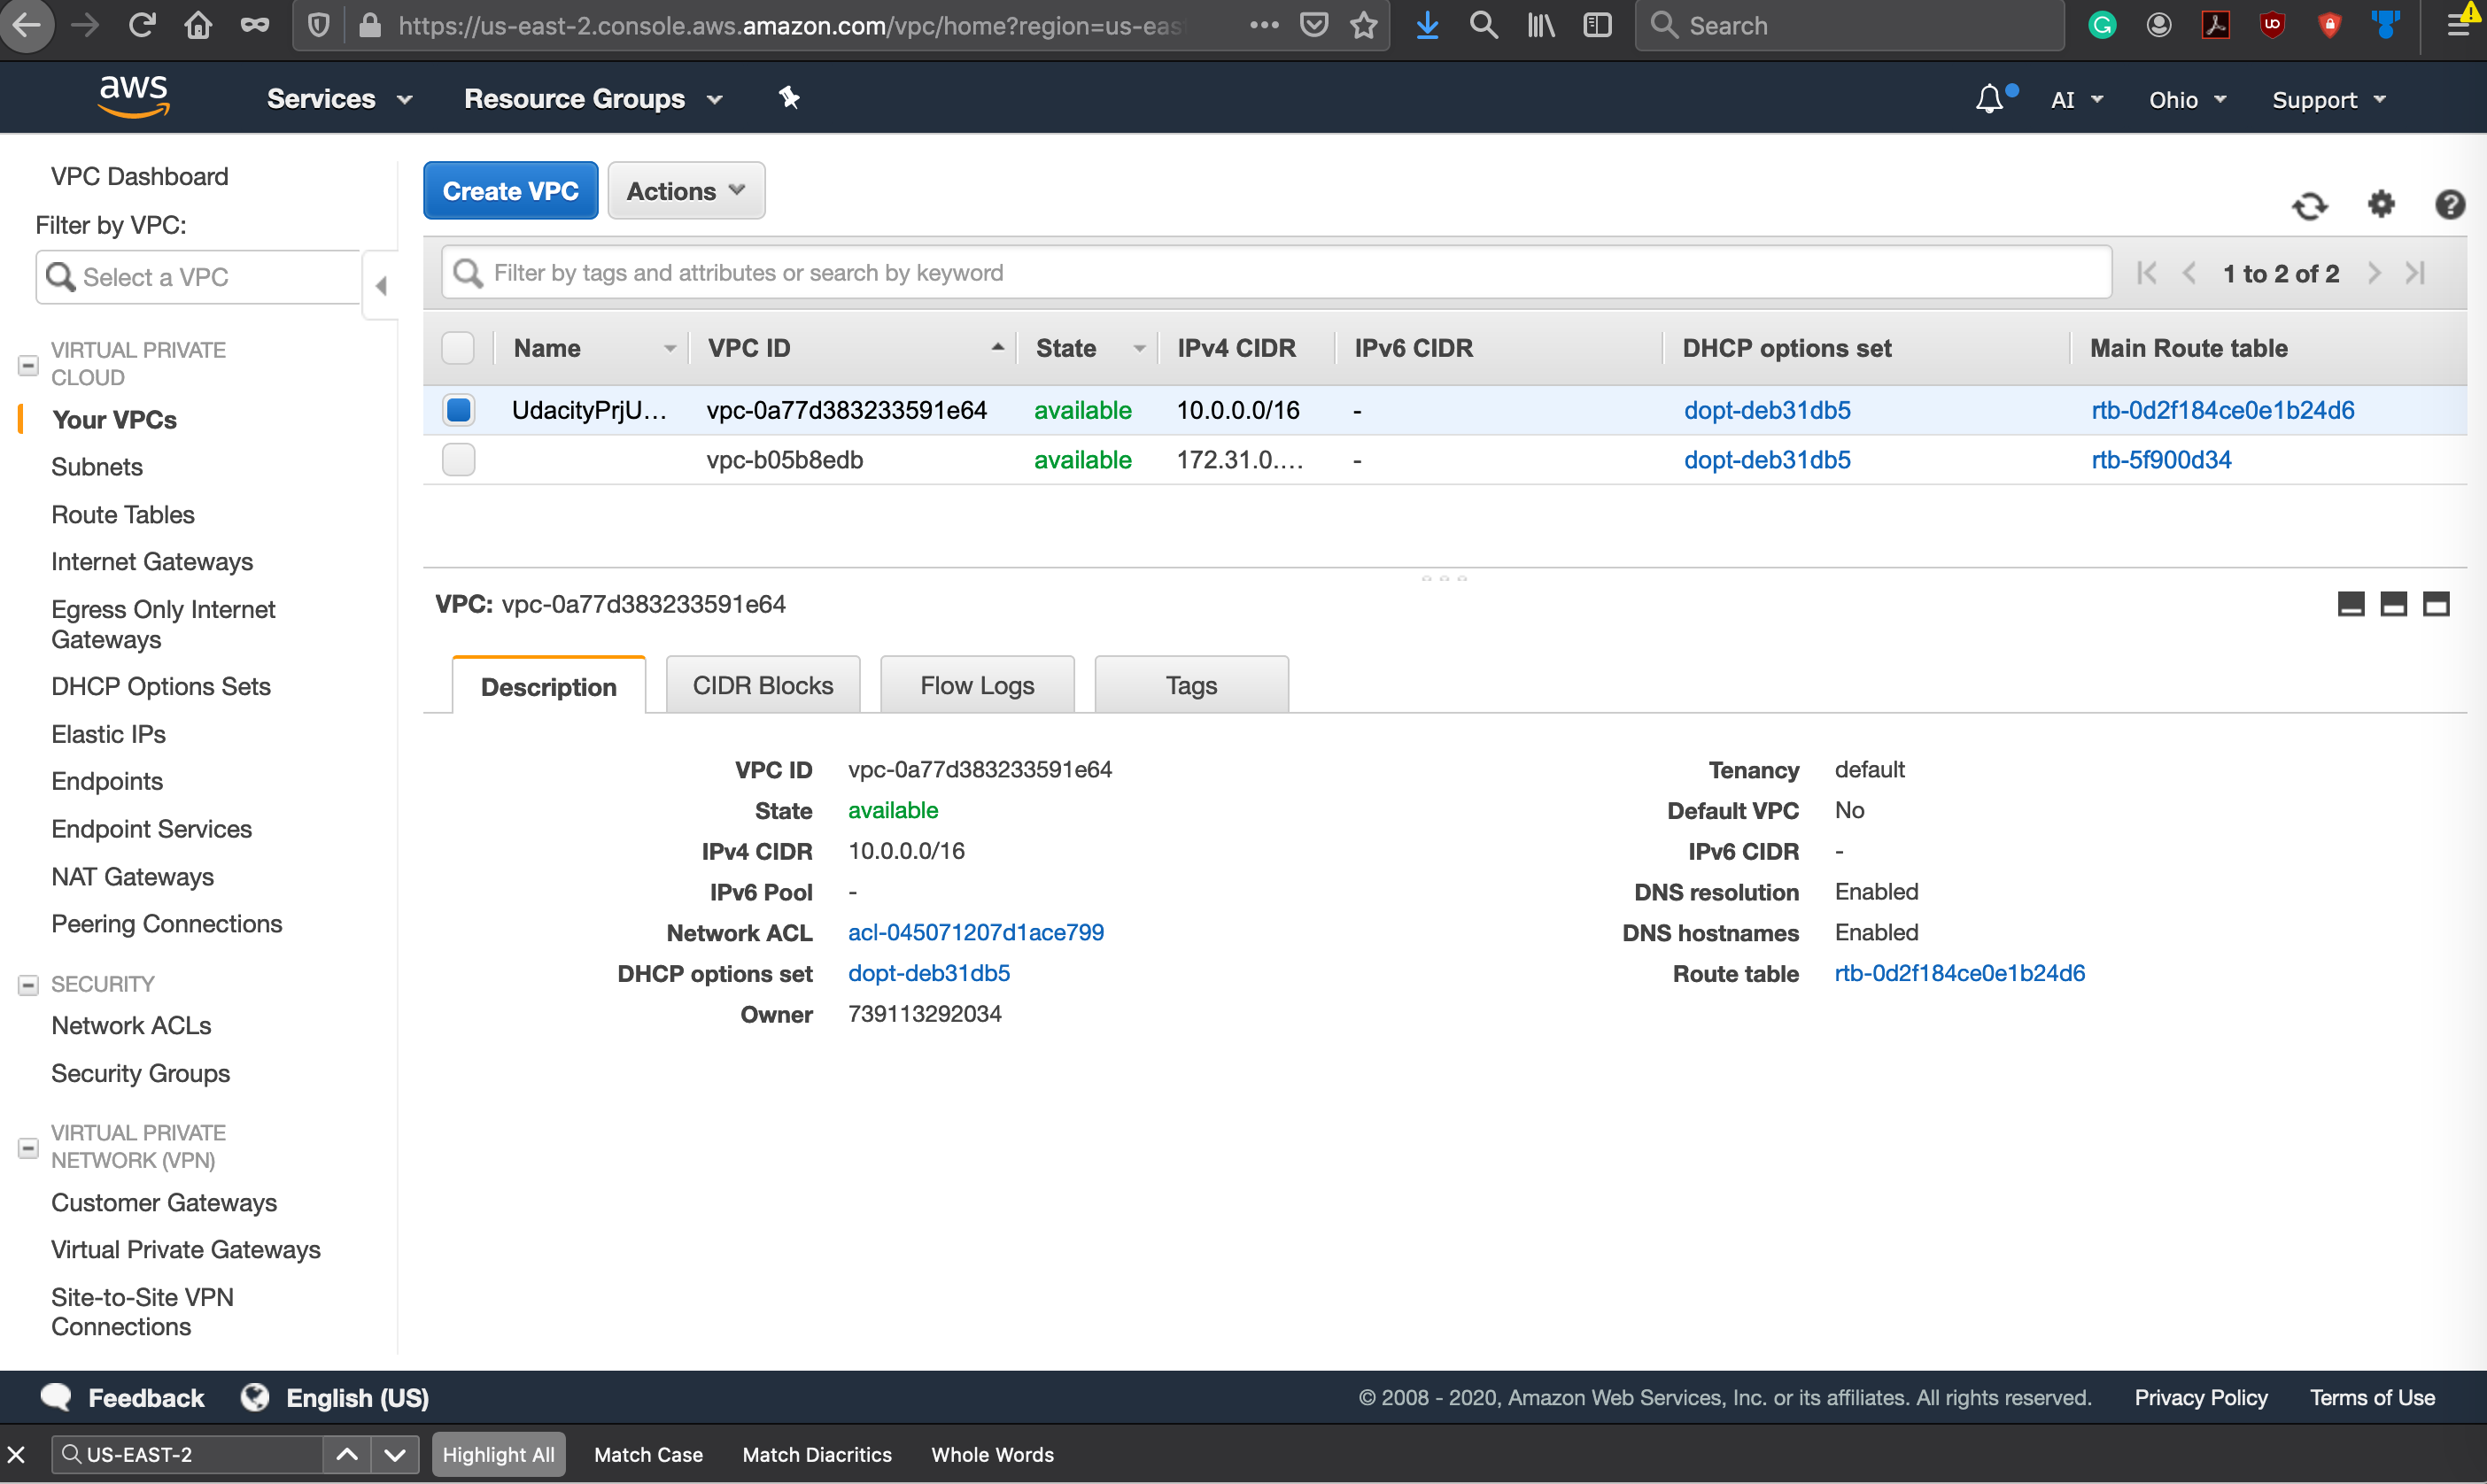 https://us-east-2.console.aws.amazon.com/vpc/home?region=us-eas
Search
aws
Services
Resource Groups
AI
Ohio
Support
VPC Dashboard
Filter by VPC:
Select a VPC
VIRTUAL PRIVATE
CLOUD
Your VPCs
Subnets
Route Tables
Internet Gateways
Egress Only Internet
Gateways
DHCP Options Sets
Elastic IPs
Endpoints
Endpoint Services
NAT Gateways
Peering Connections
SECURITY
Network ACLs
Security Groups
VIRTUAL PRIVATE
NETWORK (VPN)
Customer Gateways
Virtual Private Gateways
Site-to-Site VPN
Connections
Create VPC
Actions
Filter by tags and attributes or search by keyword
1 to 2 of 2
Name VPC ID State IPv4 CIDR IPv6 CIDR DHCP options set Main Route table
UdacityPrjU... vpc-0a77d383233591e64 available 10.0.0.0/16 - dopt-deb31db5 rtb-0d2f184ce0e1b24d6
vpc-b05b8edb available 172.31.0.... - dopt-deb31db5 rtb-5f900d34
VPC: vpc-0a77d383233591e64
Description
CIDR Blocks
Flow Logs
Tags
VPC ID vpc-0a77d383233591e64
State available
IPv4 CIDR 10.0.0.0/16
IPv6 Pool -
Network ACL acl-045071207d1ace799
DHCP options set dopt-deb31db5
Owner 739113292034
Tenancy default
Default VPC No
IPv6 CIDR -
DNS resolution Enabled
DNS hostnames Enabled
Route table rtb-0d2f184ce0e1b24d6
Feedback
English (US)
© 2008 - 2020, Amazon Web Services, Inc. or its affiliates. All rights reserved.
Privacy Policy
Terms of Use
US-EAST-2
Highlight All
Match Case
Match Diacritics
Whole Words